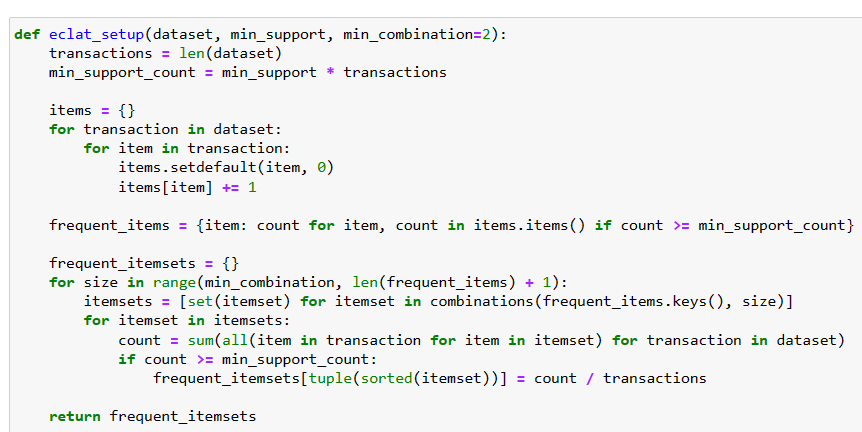 def eclat_setup(dataset, min_support, min_combination=2):
    transactions = len(dataset)
    min_support_count = min_support * transactions

    items = {}
    for transaction in dataset:
        for item in transaction:
            items.setdefault(item, 0)
            items[item] += 1

    frequent_items = {item: count for item, count in items.items() if count >= min_support_count}

    frequent_itemsets = {}
    for size in range(min_combination, len(frequent_items) + 1):
        itemsets = [set(itemset) for itemset in combinations(frequent_items.keys(), size)]
        for itemset in itemsets:
            count = sum(all(item in transaction for item in itemset) for transaction in dataset)
            if count >= min_support_count:
                frequent_itemsets[tuple(sorted(itemset))] = count / transactions

    return frequent_itemsets